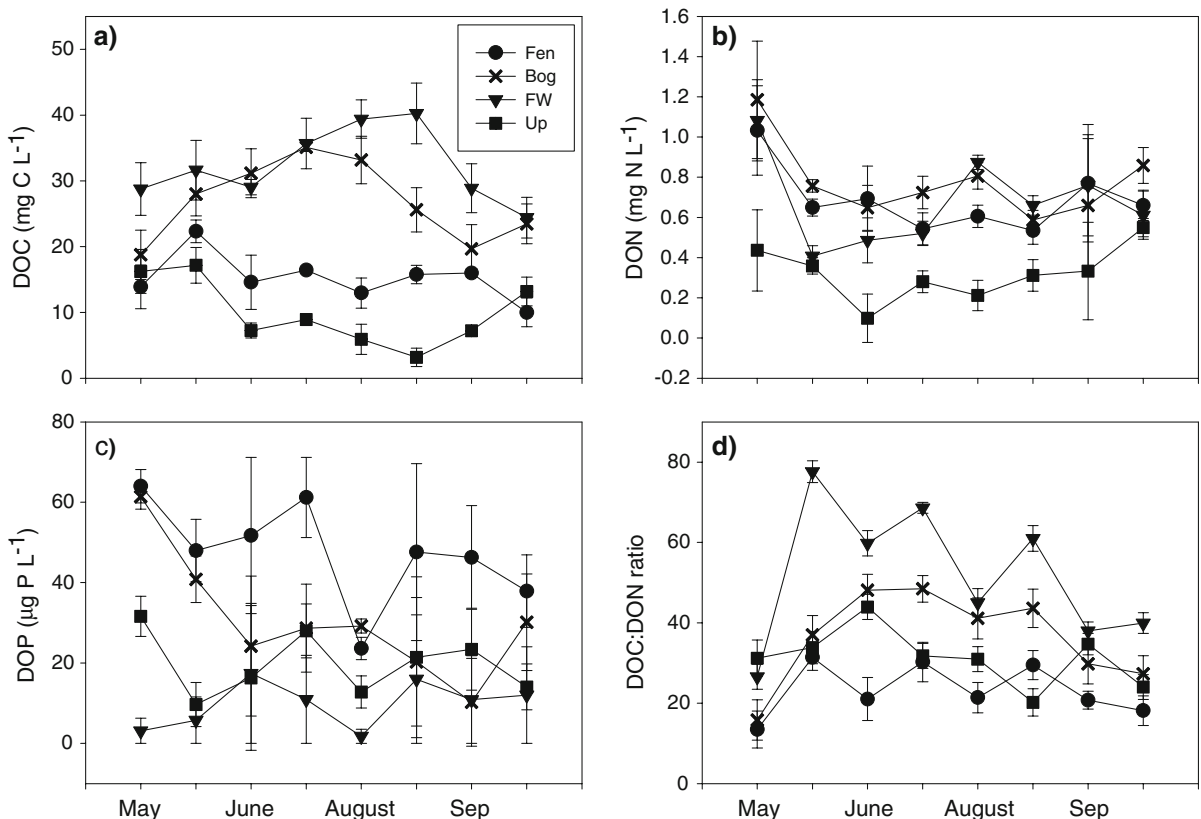 a)
DOC (mg C L-1)
50
40
30
20
10
0
Fen
Bog
FW
Up
b)
DON (mg N L-1)
1.6
1.4
1.2
1.0
0.8
0.6
0.4
0.2
0.0
-0.2
c)
DOP (µg P L-1)
80
60
40
20
0
May June August Sep
d)
DOC:DON ratio
80
60
40
20
0
May June August Sep